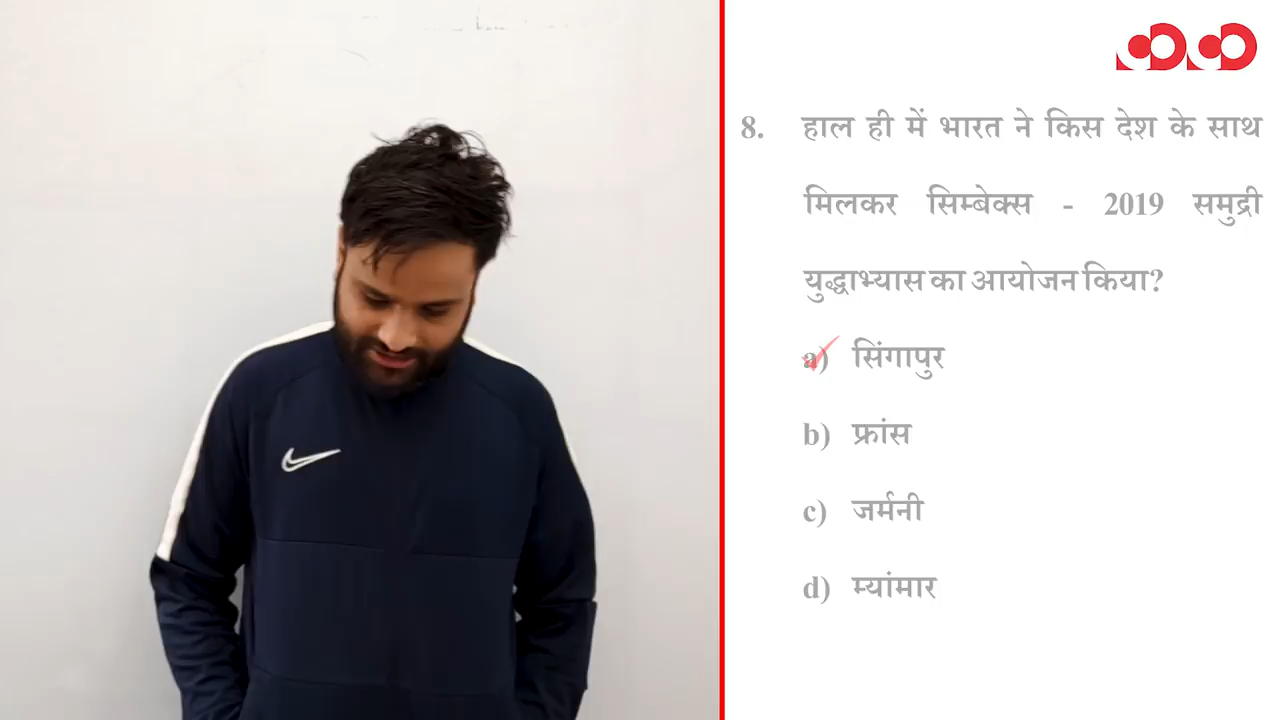 8. हाल ही में भारत ने किस देश के साथ
मिलकर सिम्बेक्स - 2019 समुद्री
युद्धाभ्यास का आयोजन किया?
a) सिंगापुर
b) फ्रांस
c) जर्मनी
d) म्यांमार